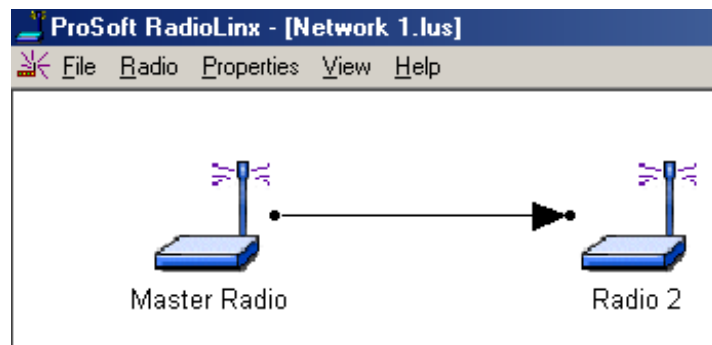 ProSoft RadioLinx - [Network 1.lus]
File Radio Properties View Help
Master Radio Radio 2